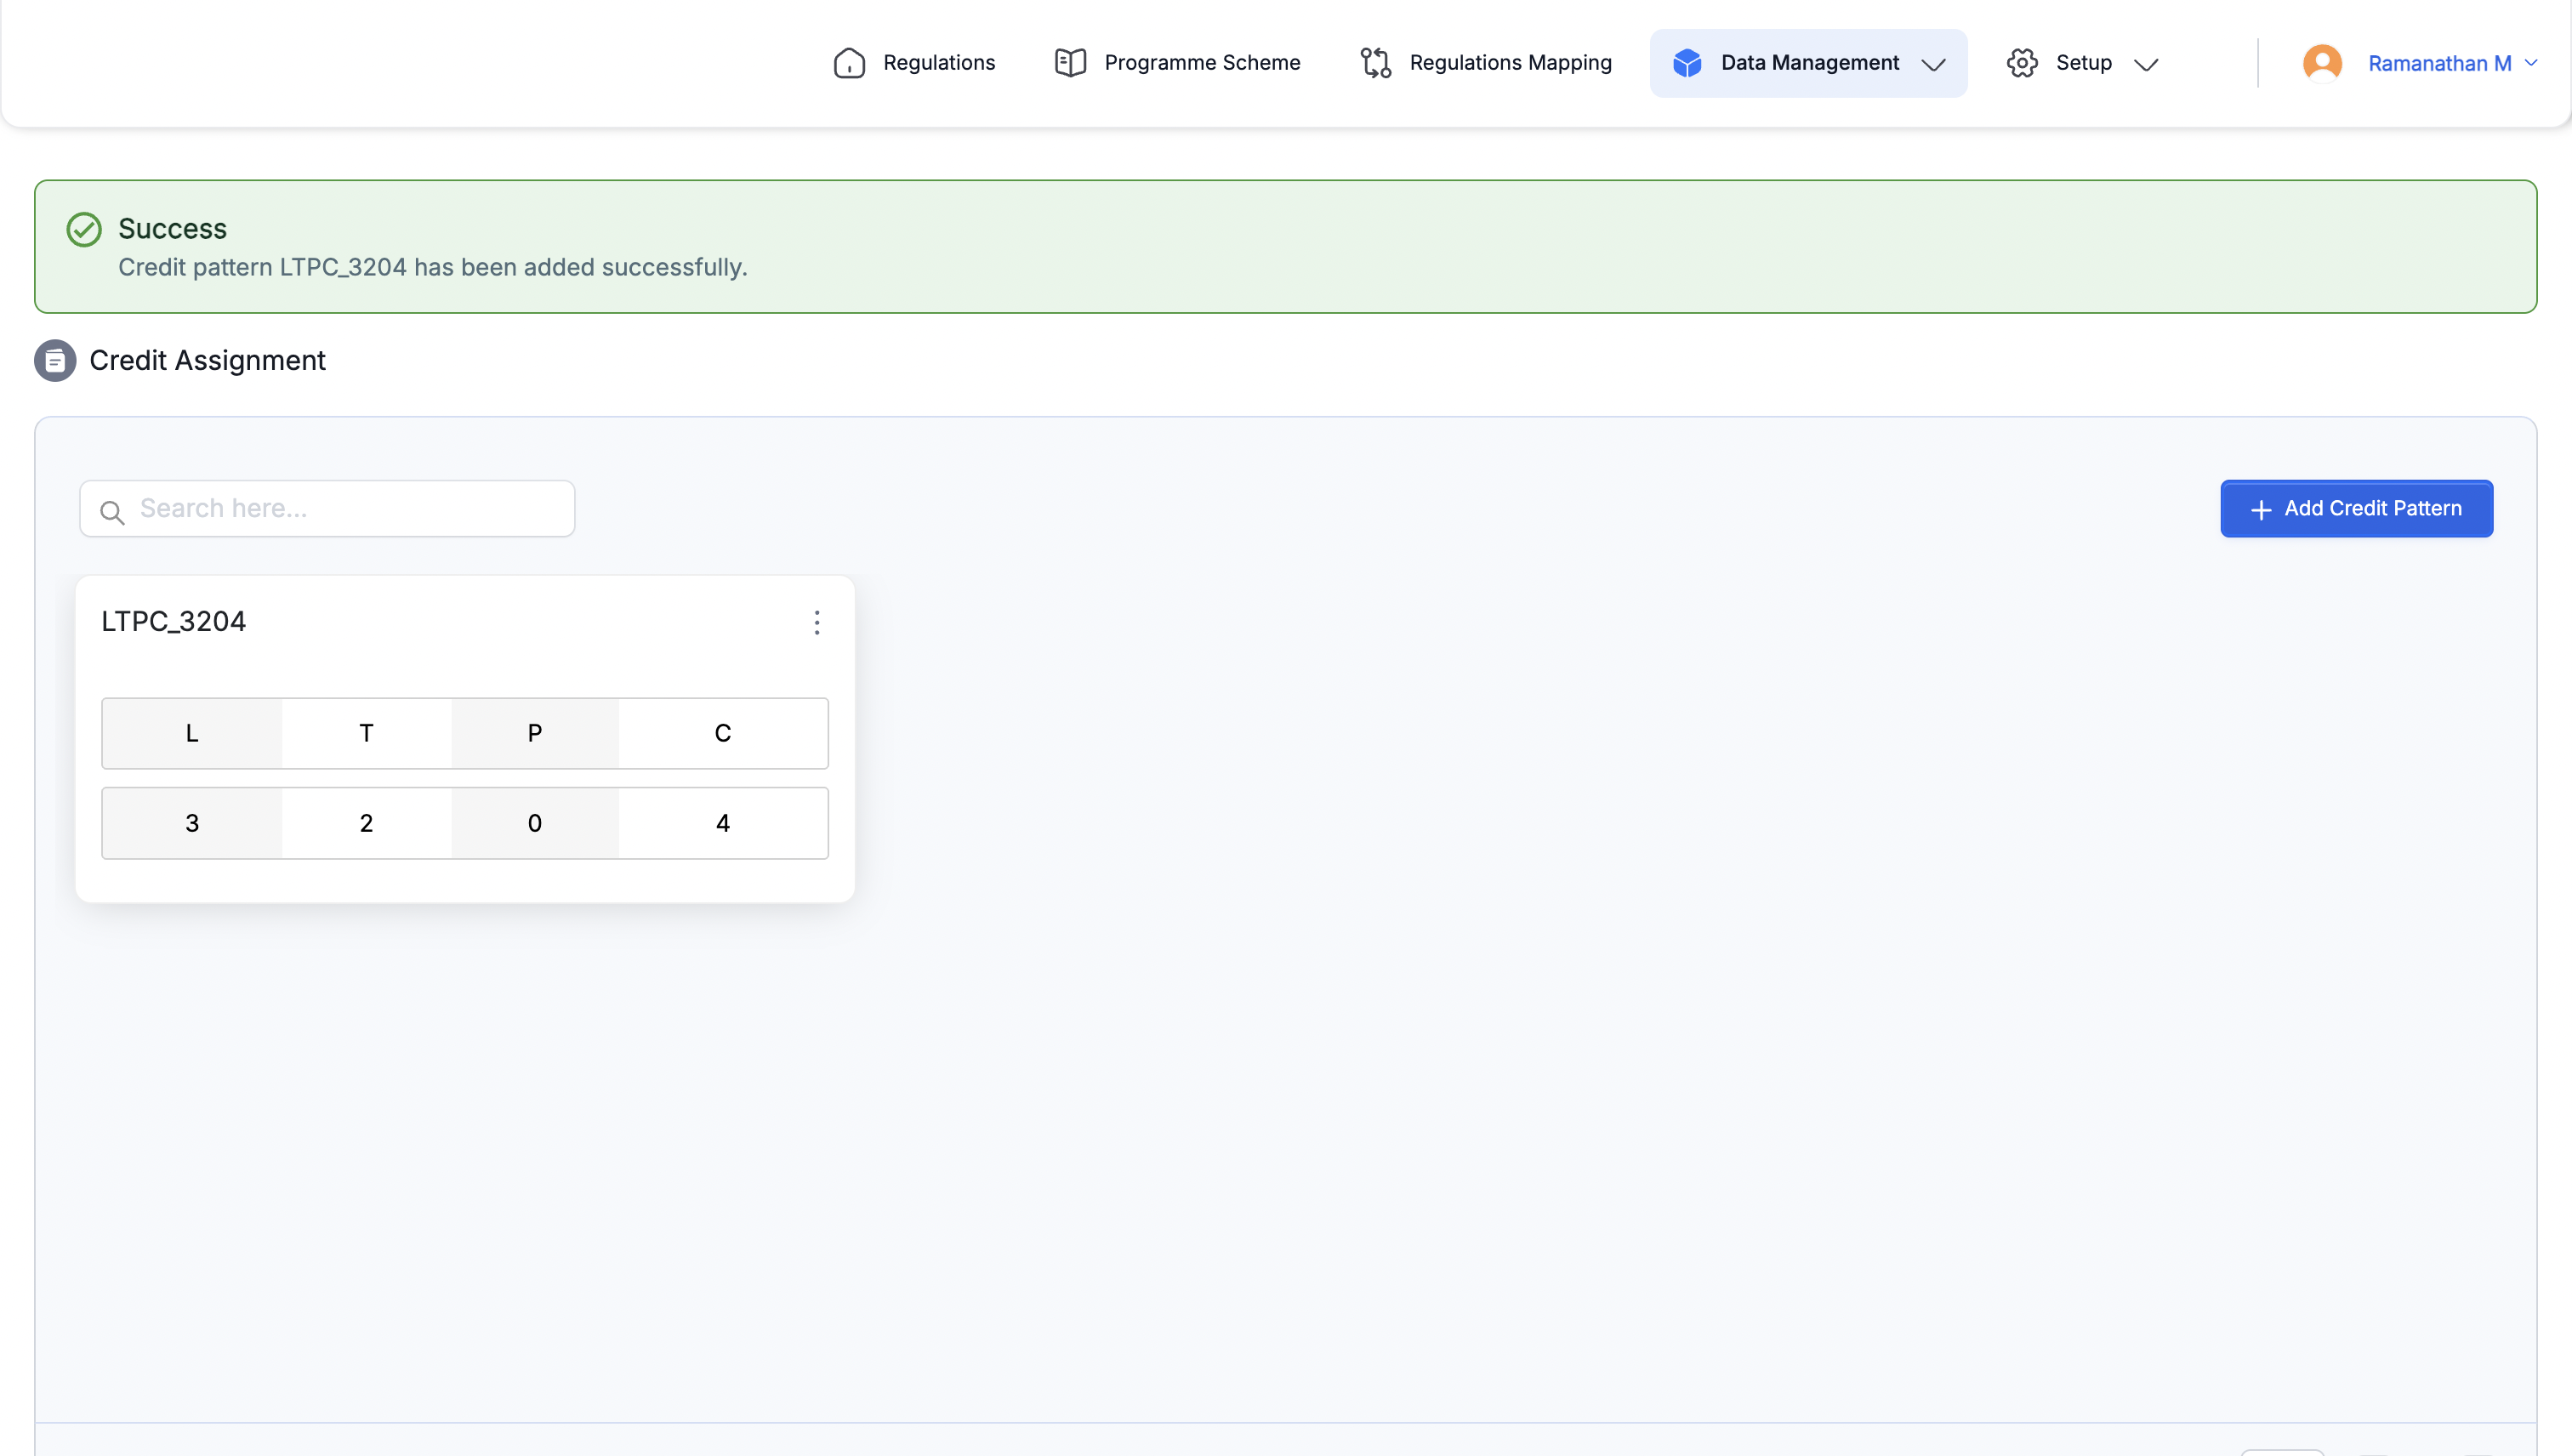 Regulations
Programme Scheme
Regulations Mapping
Data Management
Setup
Ramanathan M
Success
Credit pattern LTPC_3204 has been added successfully.
Credit Assignment
Search here...
Add Credit Pattern
LTPC_3204
L T P C
3 2 0 4